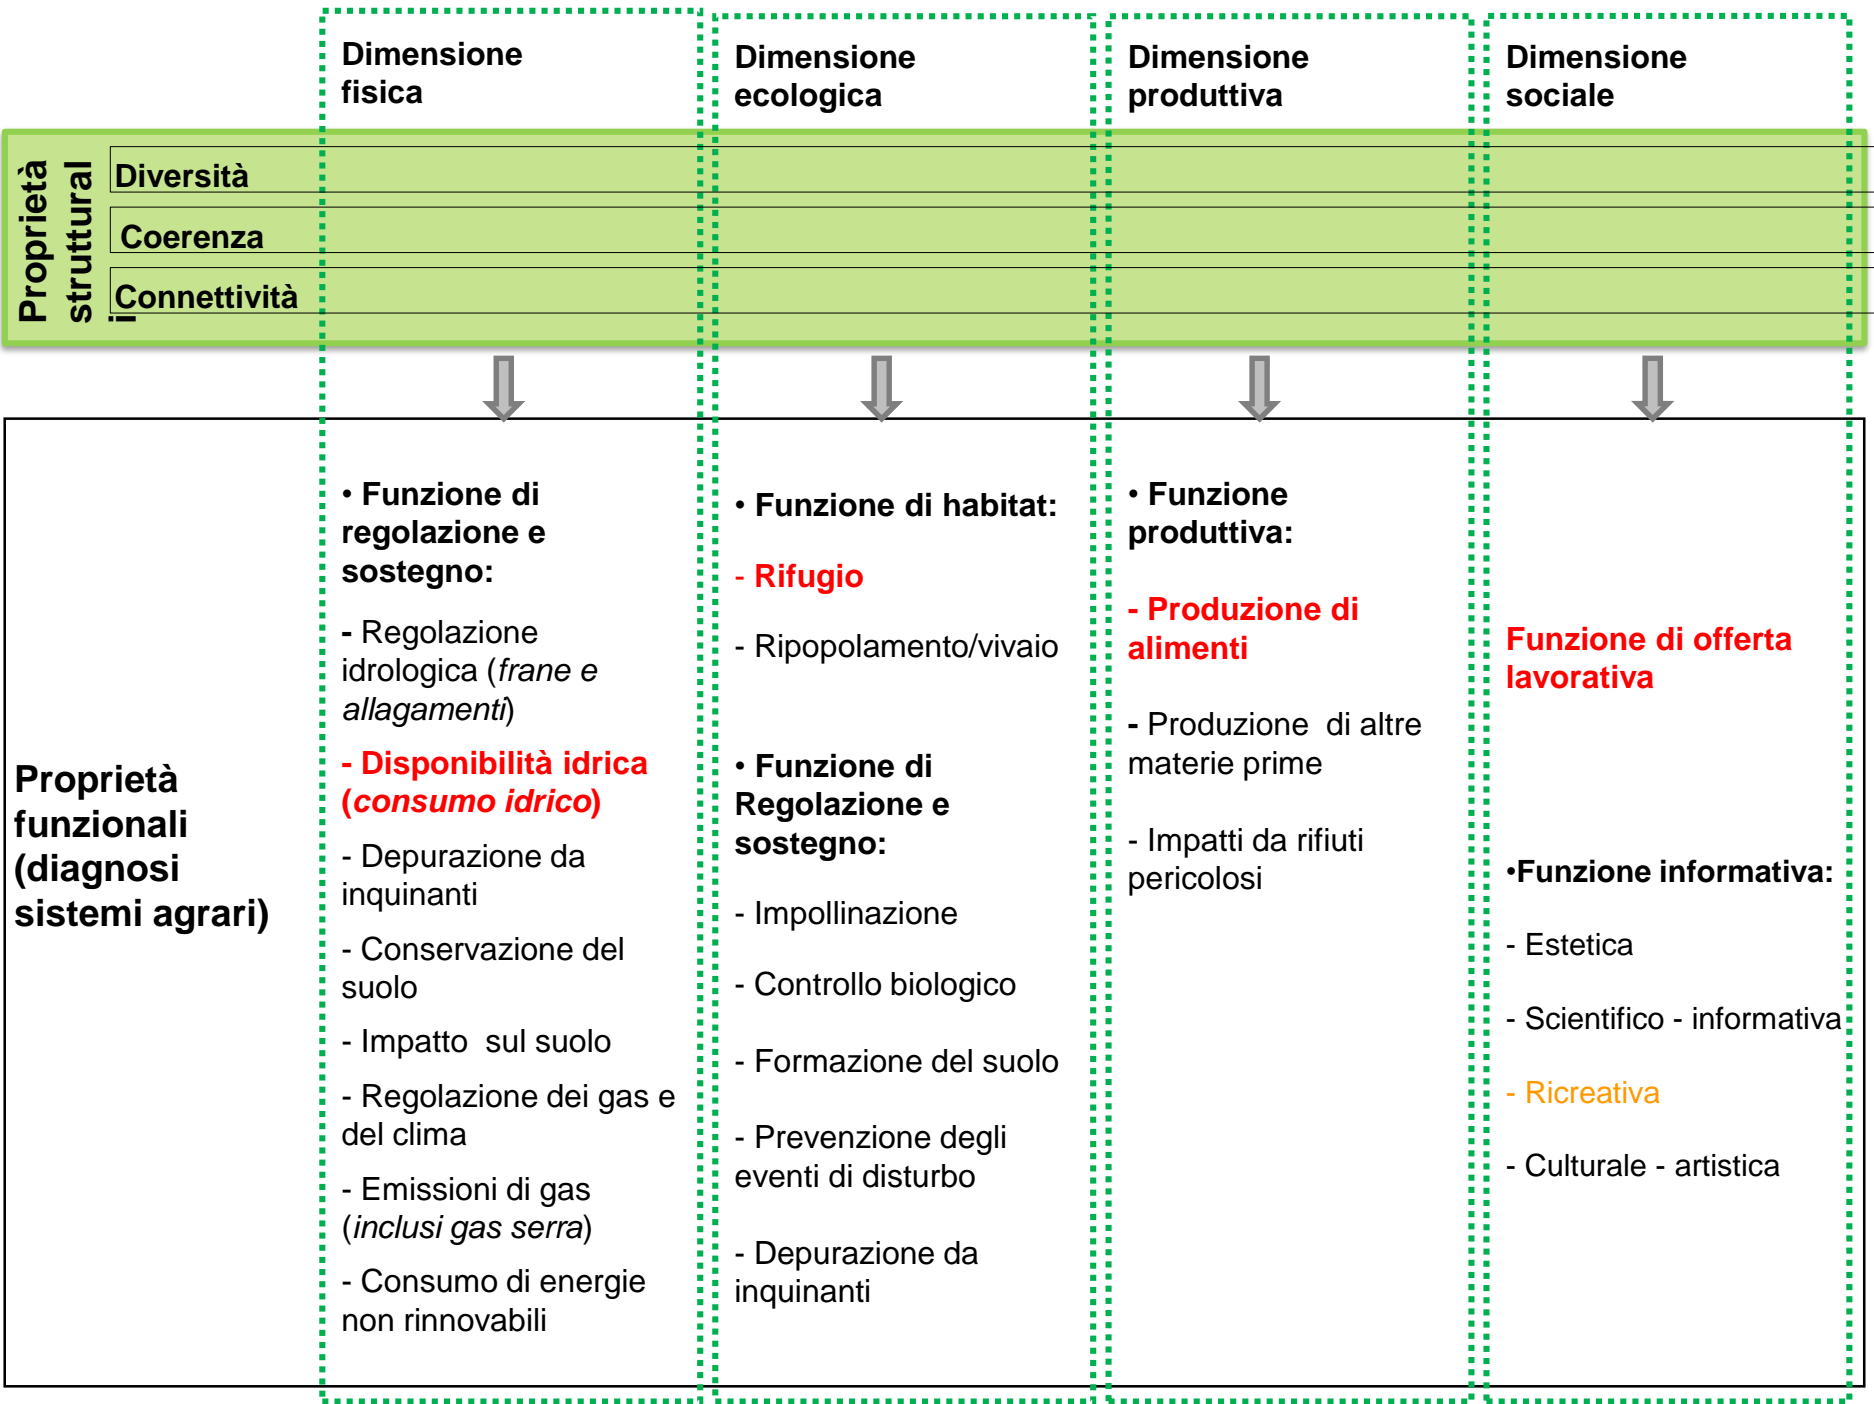 Dimensione
fisica
Dimensione
ecologica
Dimensione
produttiva
Dimensione
sociale
Proprietà
struttural
i
Diversità
Coerenza
Connettività
Proprietà
funzionali
(diagnosi
sistemi agrari)
• Funzione di
regolazione e
sostegno:
- Regolazione
idrologica (frane e
allagamenti)
- Disponibilità idrica
(consumo idrico)
- Depurazione da
inquinanti
- Conservazione del
suolo
- Impatto  sul suolo
- Regolazione dei gas e
del clima
- Emissioni di gas
(inclusi gas serra)
- Consumo di energie
non rinnovabili
• Funzione di habitat:
- Rifugio
- Ripopolamento/vivaio
• Funzione di
Regolazione e
sostegno:
- Impollinazione
- Controllo biologico
- Formazione del suolo
- Prevenzione degli
eventi di disturbo
- Depurazione da
inquinanti
• Funzione
produttiva:
- Produzione di
alimenti
- Produzione  di altre
materie prime
- Impatti da rifiuti
pericolosi
Funzione di offerta
lavorativa
•Funzione informativa:
- Estetica
- Scientifico - informativa
- Ricreativa
- Culturale - artistica